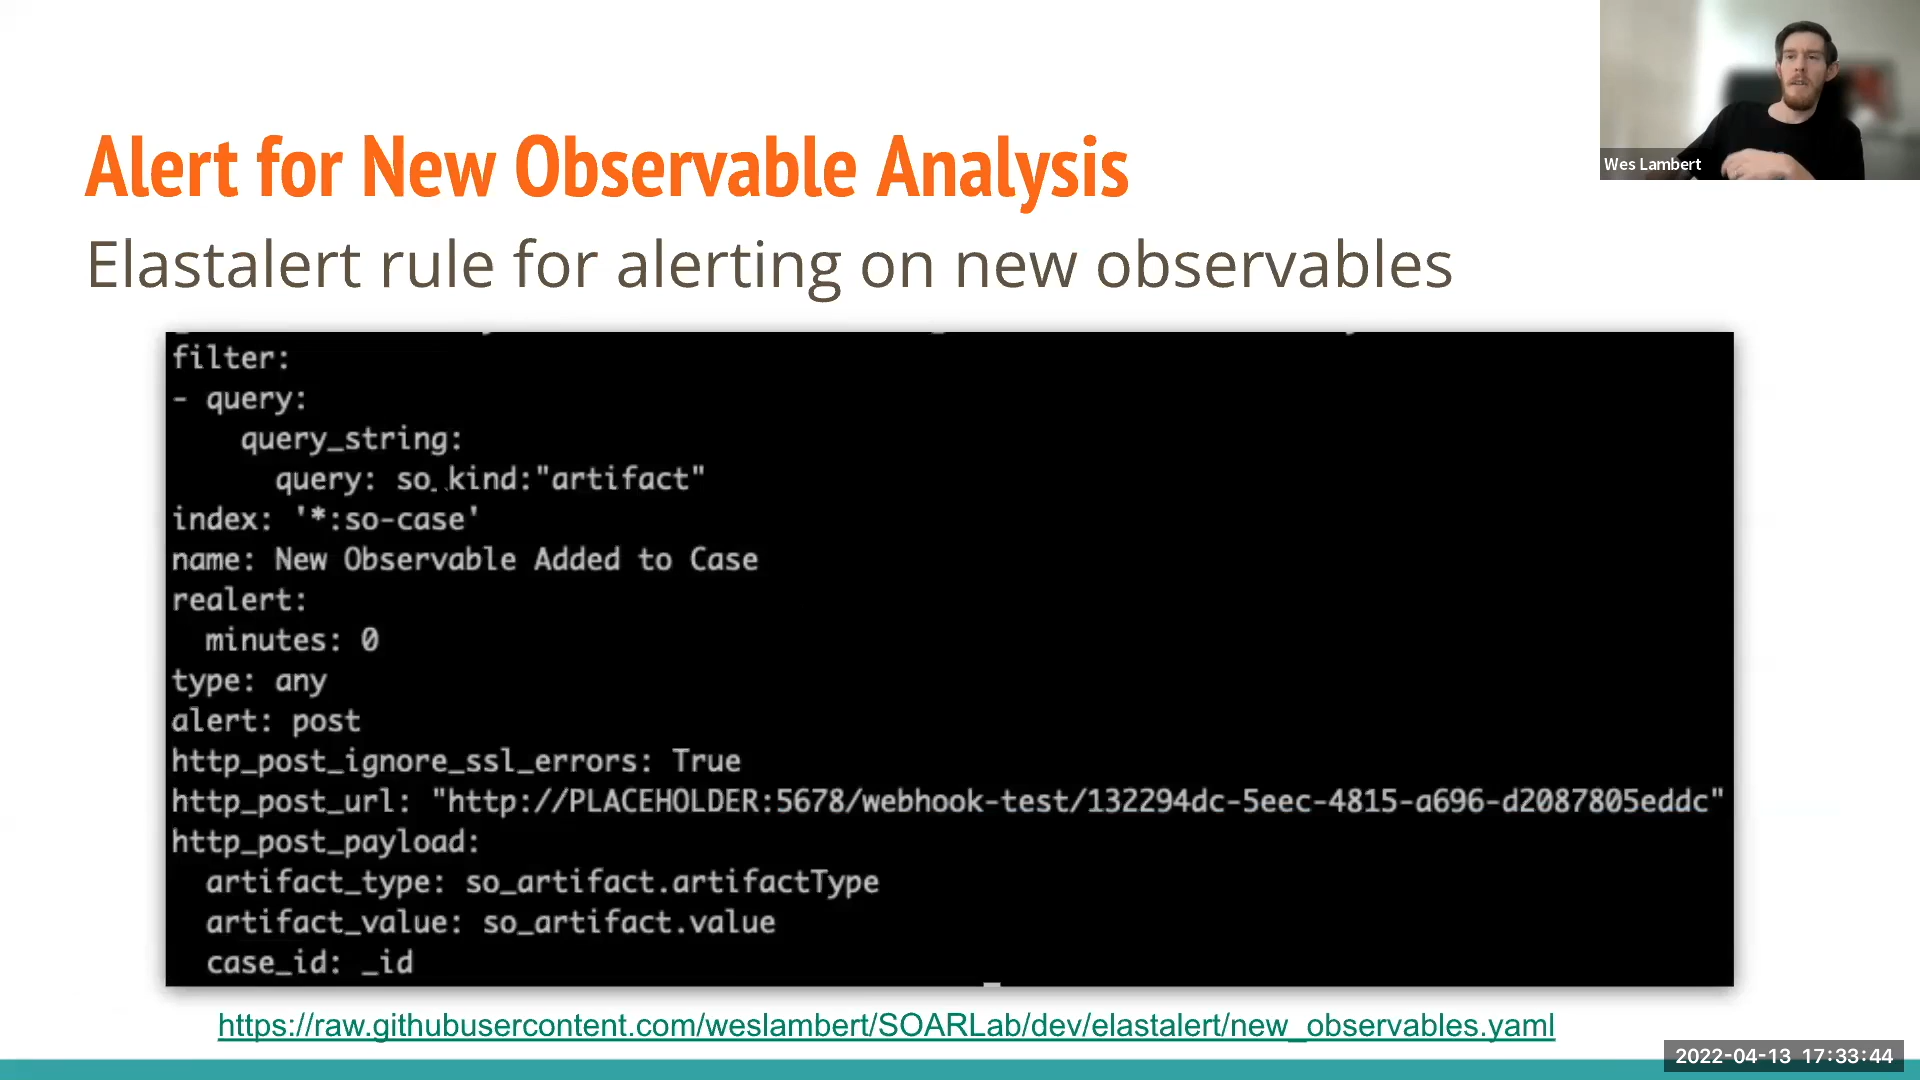 Alert for New Observable Analysis
Wes Lambert
Elastalert rule for alerting on new observables
filter:
- query:
query_string:
query: so_kind:"artifact"
index: '*:so-case'
name: New Observable Added to Case
realert:
minutes: 0
type: any
alert: post
http_post_ignore_ssl_errors: True
http_post_url: "http://PLACEHOLDER:5678/webhook-test/132294dc-5eec-4815-a696-d2087805eddc"
http_post_payload:
artifact_type: so_artifact.artifactType
artifact_value: so_artifact.value
case_id: _id
https://raw.githubusercontent.com/weslambert/SOARLab/dev/elastalert/new_observables.yaml
2022-04-13 17:33:44